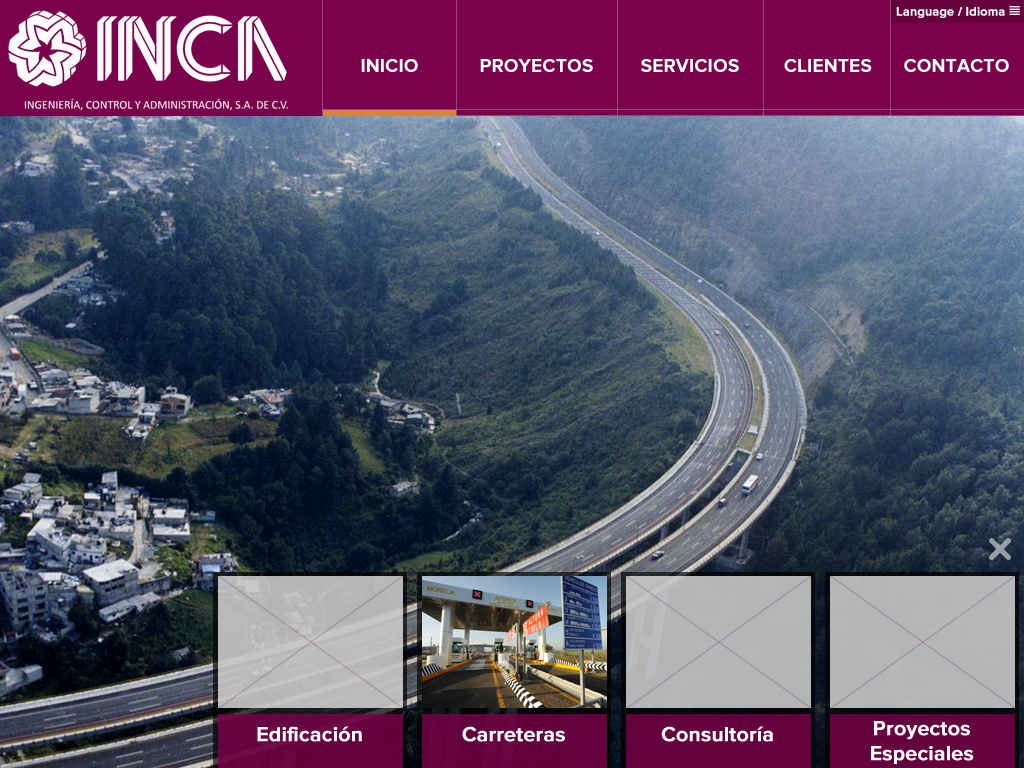 INCA
INGENIERÍA, CONTROL Y ADMINISTRACIÓN, S.A. DE C.V.
Language / Idioma
INICIO
PROYECTOS
SERVICIOS
CLIENTES
CONTACTO
MORELIA
Edificación
Carreteras
Consultoría
Proyectos
Especiales